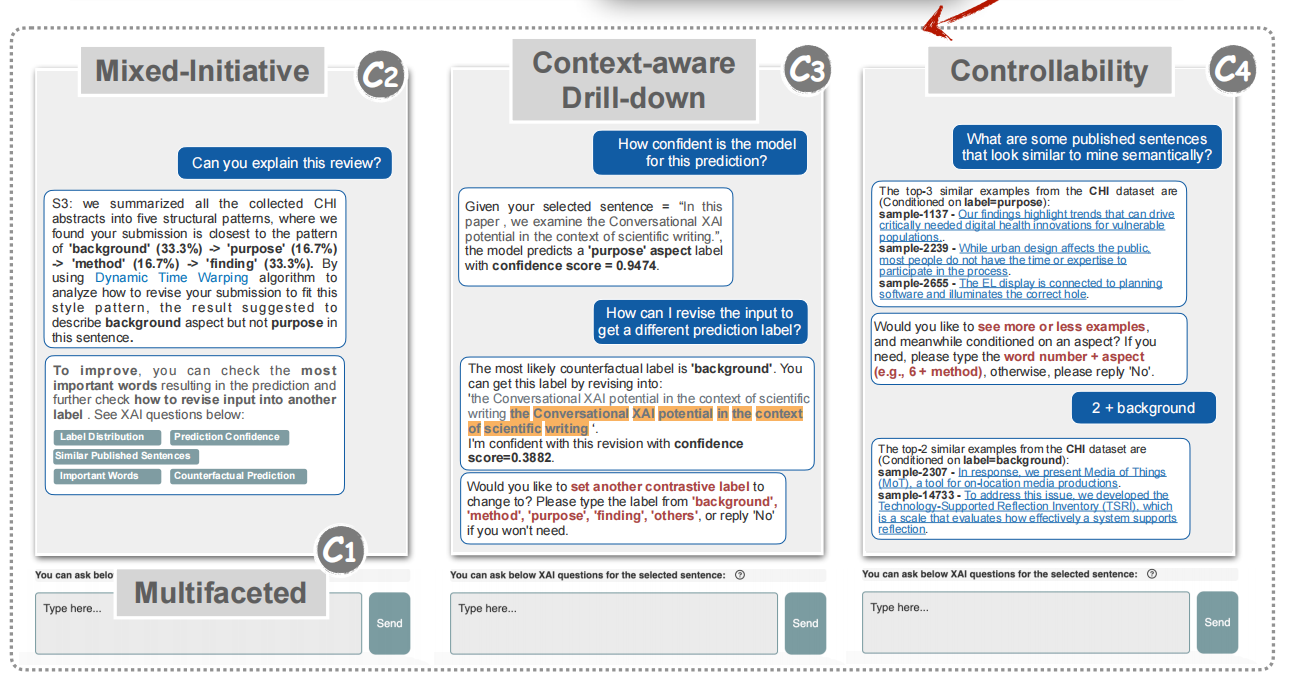 Mixed-Initiative
C2
Can you explain this review?
S3: we summarized all the collected CHI
abstracts into five structural patterns, where we
found your submission is closest to the pattern
of 'background' (33.3%) -> 'purpose' (16.7%)
-> 'method' (16.7%) -> 'finding' (33.3%). By
using Dynamic Time Warping algorithm to
analyze how to revise your submission to fit this
style pattern, the result suggested to
describe background aspect but not purpose in
this sentence.
To improve, you can check the most
important words resulting in the prediction and
further check how to revise input into another
label . See XAI questions below:
Label Distribution
Prediction Confidence
Similar Published Sentences
Important Words
Counterfactual Prediction
C1
You can ask belo
Multifaceted
Type here...
Send
Context-aware
Drill-down
C3
How confident is the model
for this prediction?
Given your selected sentence = “In this
paper , we examine the Conversational XAI
potential in the context of scientific writing.”,
the model predicts a 'purpose' aspect label
with confidence score = 0.9474.
How can I revise the input to
get a different prediction label?
The most likely counterfactual label is 'background'. You
can get this label by revising into:
'the Conversational XAI potential in the context of scientific
writing the Conversational XAI potential in the context
of scientific writing ‘.
I'm confident with this revision with confidence
score=0.3882.
Would you like to set another contrastive label to
change to? Please type the label from 'background',
'method', 'purpose', 'finding', 'others', or reply 'No'
if you won't need.
You can ask below XAI questions for the selected sentence: ?
Type here...
Send
Controllability
C4
What are some published sentences
that look similar to mine semantically?
The top-3 similar examples from the CHI dataset are
(Conditioned on label=purpose):
sample-1137 - Our findings highlight trends that can drive
critically needed digital health innovations for vulnerable
populations..
sample-2239 - While urban design affects the public,
most people do not have the time or expertise to
participate in the process.
sample-2655 - The EL display is connected to planning
software and illuminates the correct hole.
Would you like to see more or less examples,
and meanwhile conditioned on an aspect? If you
need, please type the word number + aspect
(e.g., 6 + method), otherwise, please reply 'No'.
2 + background
The top-2 similar examples from the CHI dataset are
(Conditioned on label=background):
sample-2307 - In response, we present Media of Things
(MoT), a tool for on-location media productions.
sample-14733 - To address this issue, we developed the
Technology-Supported Reflection Inventory (TSRI), which
is a scale that evaluates how effectively a system supports
reflection.
You can ask below XAI questions for the selected sentence: ?
Type here...
Send